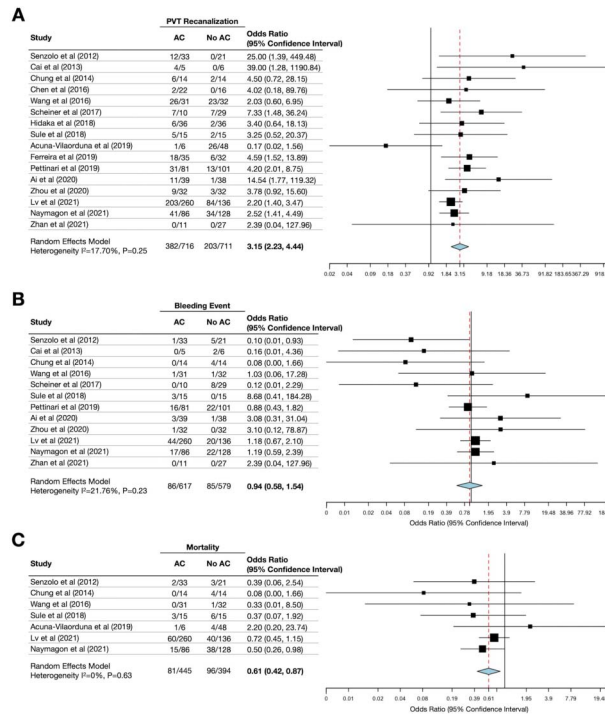 A
PVT Recanalization
Study AC No AC Odds Ratio (95% Confidence Interval)
Senzolo et al (2012) 12/33 0/21 25.00 (1.39, 449.48)
Cai et al (2013) 4/5 0/6 39.00 (1.28, 1190.84)
Chung et al (2014) 6/14 2/14 4.50 (0.72, 28.15)
Chen et al (2016) 2/22 0/16 4.02 (0.18, 89.76)
Wang et al (2016) 26/31 23/32 2.03 (0.60, 6.95)
Scheiner et al (2017) 7/10 7/29 7.33 (1.48, 36.24)
Hidaka et al (2018) 6/36 2/36 3.40 (0.64, 18.13)
Sule et al (2018) 5/15 2/15 3.25 (0.52, 20.37)
Acuna-Vilaorduna et al (2019) 1/6 26/48 0.17 (0.02, 1.56)
Ferreira et al (2019) 18/35 6/32 4.59 (1.52, 13.89)
Pettinari et al (2019) 31/81 13/101 4.20 (2.01, 8.75)
Ai et al (2020) 11/39 1/38 14.54 (1.77, 119.32)
Zhou et al (2020) 9/32 3/32 3.78 (0.92, 15.60)
Lv et al (2021) 203/260 84/136 2.20 (1.40, 3.47)
Naymagon et al (2021) 41/86 34/128 2.52 (1.41, 4.49)
Zhan et al (2021) 0/11 0/27 2.39 (0.04, 127.96)
Random Effects Model
Heterogeneity I²=17.70%, P=0.25 382/716 203/711 3.15 (2.23, 4.44)
0.02 0.04 0.09 0.18 0.37 0.92 1.84 3.15 9.18 18.36 36.73 91.82 183.65 367.29
Odds Ratio (95% Confidence Interval)
B
Bleeding Event
Study AC No AC Odds Ratio (95% Confidence Interval)
Senzolo et al (2012) 1/33 5/21 0.10 (0.01, 0.93)
Cai et al (2013) 0/5 2/6 0.16 (0.01, 4.36)
Chung et al (2014) 0/14 4/14 0.08 (0.00, 1.66)
Wang et al (2016) 1/31 1/32 1.03 (0.06, 17.28)
Scheiner et al (2017) 0/10 8/29 0.12 (0.01, 2.29)
Sule et al (2018) 3/15 0/15 8.68 (0.41, 184.28)
Pettinari et al (2019) 16/81 22/101 0.88 (0.43, 1.82)
Ai et al (2020) 3/39 1/38 3.08 (0.31, 31.04)
Zhou et al (2020) 1/32 0/32 3.10 (0.12, 78.87)
Lv et al (2021) 44/260 20/136 1.18 (0.67, 2.10)
Naymagon et al (2021) 17/86 22/128 1.19 (0.59, 2.39)
Zhan et al (2021) 0/11 0/27 2.39 (0.04, 127.96)
Random Effects Model
Heterogeneity I²=21.76%, P=0.23 86/617 85/579 0.94 (0.58, 1.54)
0 0.01 0.02 0.04 0.08 0.19 0.39 0.78 1.95 3.9 7.79 19.48 38.96 77.92
Odds Ratio (95% Confidence Interval)
C
Mortality
Study AC No AC Odds Ratio (95% Confidence Interval)
Senzolo et al (2012) 2/33 3/21 0.39 (0.06, 2.54)
Chung et al (2014) 0/14 4/14 0.08 (0.00, 1.66)
Wang et al (2016) 0/31 1/32 0.33 (0.01, 8.50)
Sule et al (2018) 3/15 6/15 0.37 (0.07, 1.92)
Acuna-Vilaorduna et al (2019) 1/6 4/48 2.20 (0.20, 23.74)
Lv et al (2021) 60/260 40/136 0.72 (0.45, 1.15)
Naymagon et al (2021) 15/86 38/128 0.50 (0.26, 0.98)
Random Effects Model
Heterogeneity I²=0%, P=0.63 81/445 96/394 0.61 (0.42, 0.87)
0 0.01 0.02 0.04 0.08 0.19 0.39 0.61 1.95 3.9 7.79
Odds Ratio (95% Confidence Interval)